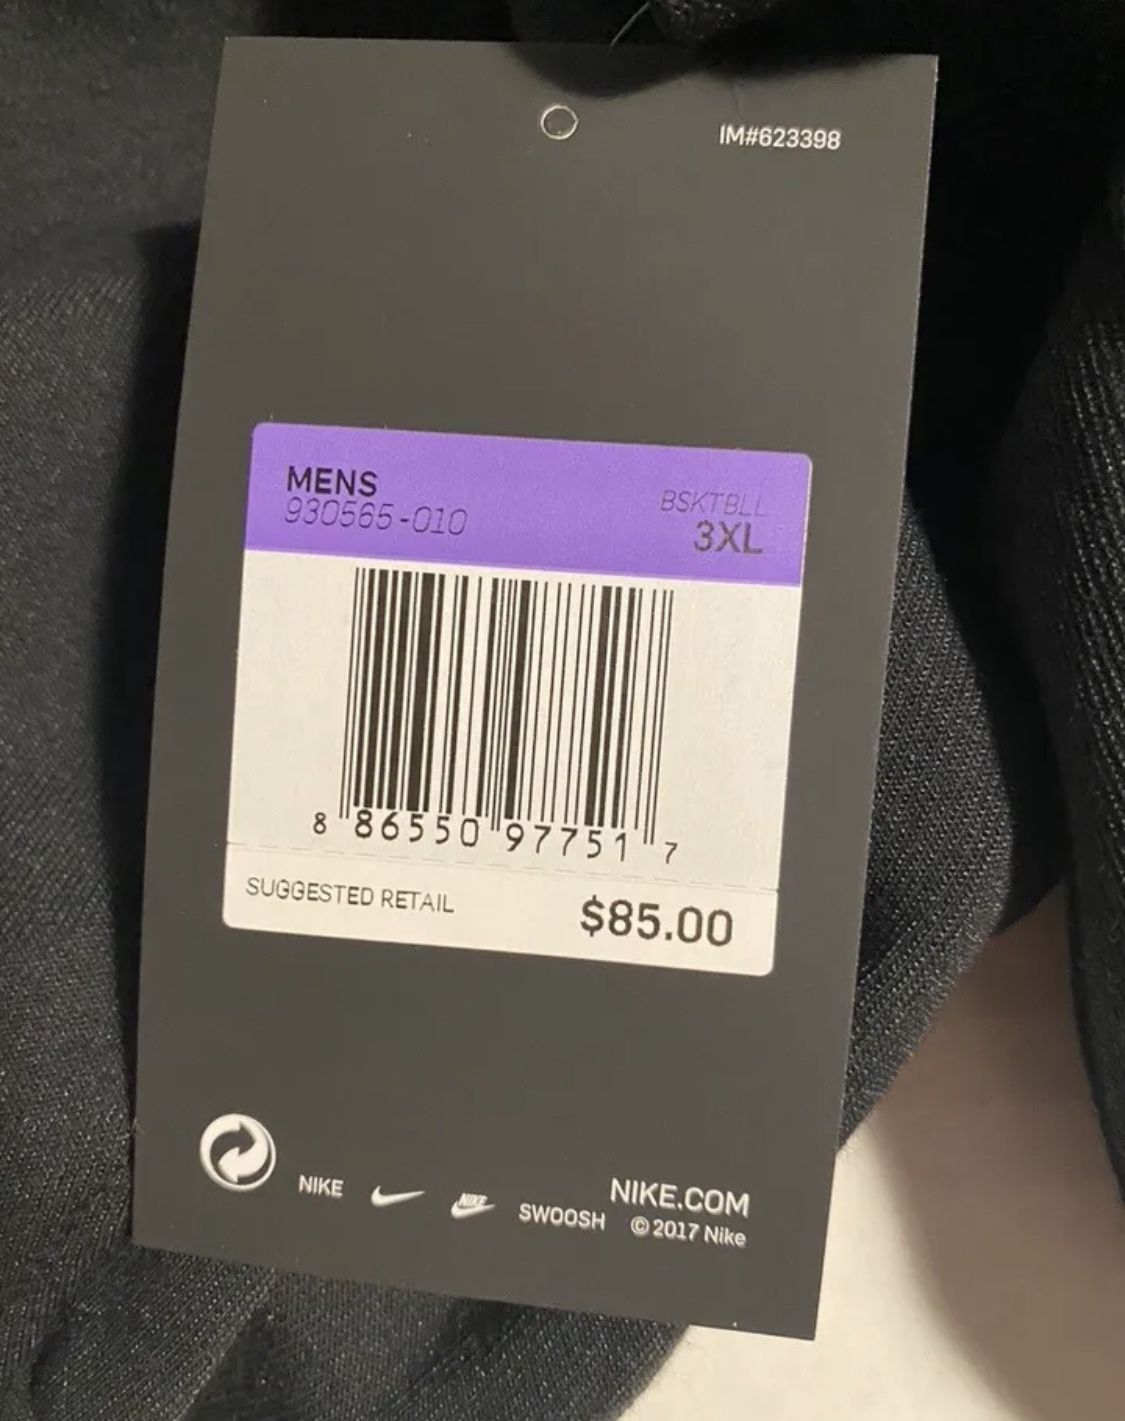 IM#623398
MENS
930565-010
BSKTBLL
3XL
8 86550 97751 7
SUGGESTED RETAIL $85.00
NIKE NIKE SWOOSH
NIKE.COM
© 2017 Nike